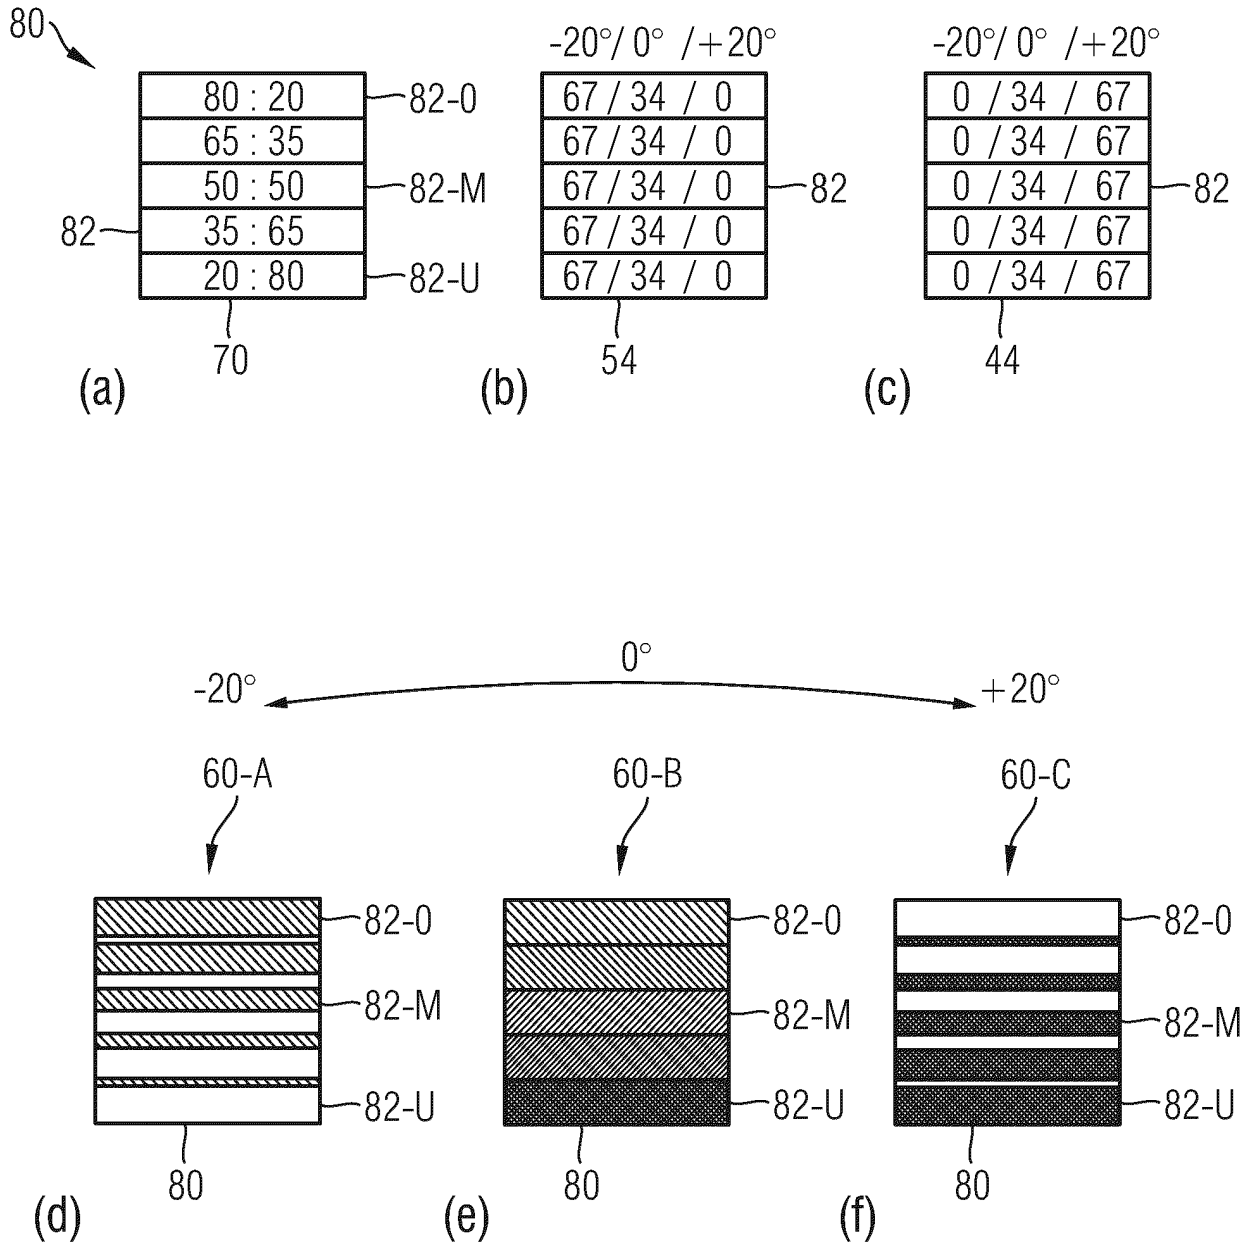 80
-20°/ 0° /+20°
-20°/ 0° /+20°
80 : 20
82-0
67 / 34 / 0
0 / 34 / 67
65 : 35
67 / 34 / 0
0 / 34 / 67
50 : 50
82-M
67 / 34 / 0
82
0 / 34 / 67
82
82
35 : 65
67 / 34 / 0
0 / 34 / 67
20 : 80
82-U
67 / 34 / 0
0 / 34 / 67
70
54
44
(a)
(b)
(c)
0°
-20°
+20°
60-A
60-B
60-C
82-0
82-0
82-0
82-M
82-M
82-M
82-U
82-U
82-U
80
80
80
(d)
(e)
(f)